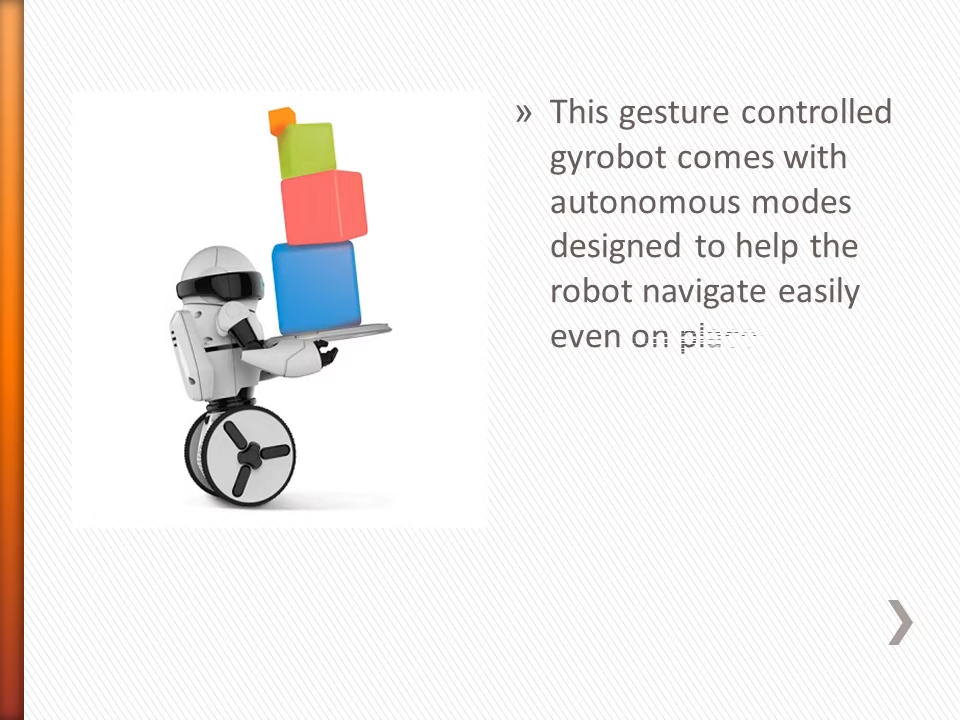 » This gesture controlled
gyrobot comes with
autonomous modes
designed to help the
robot navigate easily
even on